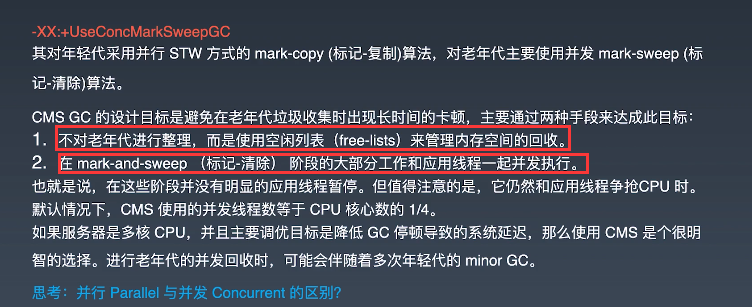 -XX:+UseConcMarkSweepGC
其对年轻代采用并行 STW 方式的 mark-copy (标记-复制)算法，对老年代主要使用并发 mark-sweep (标
记-清除)算法。
CMS GC 的设计目标是避免在老年代垃圾收集时出现长时间的卡顿，主要通过两种手段来达成此目标：
1. 不对老年代进行整理，而是使用空闲列表（free-lists）来管理内存空间的回收。
2. 在 mark-and-sweep （标记-清除） 阶段的大部分工作和应用线程一起并发执行。
也就是说，在这些阶段并没有明显的应用线程暂停。但值得注意的是，它仍然和应用线程争抢CPU 时。
默认情况下，CMS 使用的并发线程数等于 CPU 核心数的 1/4。
如果服务器是多核 CPU，并且主要调优目标是降低 GC 停顿导致的系统延迟，那么使用 CMS 是个很明
智的选择。进行老年代的并发回收时，可能会伴随着多次年轻代的 minor GC。
思考：并行 Parallel 与并发 Concurrent 的区别？